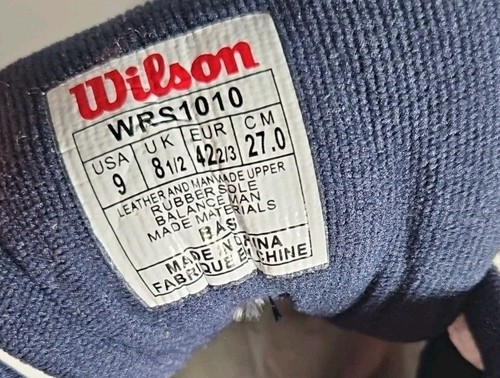 Wilson
WRS1010
USA UK EUR CM
9 8 1/2 42 2/3 27.0
LEATHER AND MAN MADE UPPER
RUBBER SOLE
BALANCE MAN
MADE MATERIALS
BAS
MADE IN CHINA
FABRIQUE EN CHINE